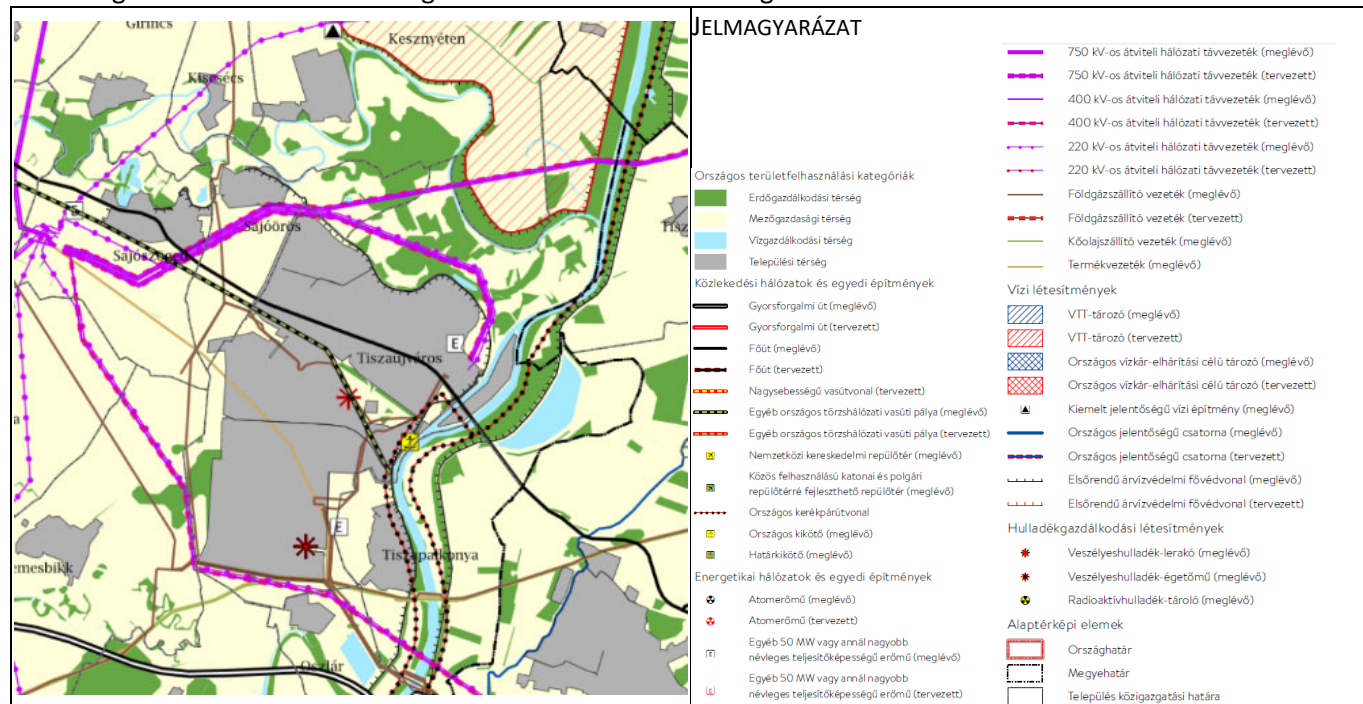 JELMAGYARÁZAT
Girincs
Kesznyéten
Kiscsécs
Sajóörös
Tiszaújváros
Tiszapalkonya
Oszlár
E
E
E
Országos területfelhasználási kategóriák
Erdőgazdálkodási térség
Mezőgazdasági térség
Vízgazdálkodási térség
Települési térség
Közlekedési hálózatok és egyedi építmények
Gyorsforgalmi út (meglévő)
Gyorsforgalmi út (tervezett)
Főút (meglévő)
Főút (tervezett)
Nagysebességű vasútvonal (tervezett)
Egyéb országos törzshálózati vasúti pálya (meglévő)
Egyéb országos törzshálózati vasúti pálya (tervezett)
Nemzetközi kereskedelmi repülőtér (meglévő)
Közös felhasználású katonai és polgári
repülőtérré fejleszthető repülőtér (meglévő)
Országos kerékpárútvonal
Országos kikötő (meglévő)
Határkikötő (meglévő)
Energetikai hálózatok és egyedi építmények
Atomerőmű (meglévő)
Atomerőmű (tervezett)
E
Egyéb 50 MW vagy annál nagyobb
névleges teljesítőképességű erőmű (meglévő)
E
Egyéb 50 MW vagy annál nagyobb
névleges teljesítőképességű erőmű (tervezett)
750 kV-os átviteli hálózati távvezeték (meglévő)
750 kV-os átviteli hálózati távvezeték (tervezett)
400 kV-os átviteli hálózati távvezeték (meglévő)
400 kV-os átviteli hálózati távvezeték (tervezett)
220 kV-os átviteli hálózati távvezeték (meglévő)
220 kV-os átviteli hálózati távvezeték (tervezett)
Földgázszállító vezeték (meglévő)
Földgázszállító vezeték (tervezett)
Kőolajszállító vezeték (meglévő)
Termékvezeték (meglévő)
Vízi létesítmények
VTT-tározó (meglévő)
VTT-tározó (tervezett)
Országos vízkár-elhárítási célú tározó (meglévő)
Országos vízkár-elhárítási célú tározó (tervezett)
Kiemelt jelentőségű vízi építmény (meglévő)
Országos jelentőségű csatorna (meglévő)
Országos jelentőségű csatorna (tervezett)
Elsőrendű árvízvédelmi fővédvonal (meglévő)
Elsőrendű árvízvédelmi fővédvonal (tervezett)
Hulladékgazdálkodási létesítmények
Veszélyeshulladék-lerakó (meglévő)
Veszélyeshulladék-égetőmű (meglévő)
Radioaktívhulladék-tároló (meglévő)
Alaptérképi elemek
Országhatár
Megyehatár
Település közigazgatási határa